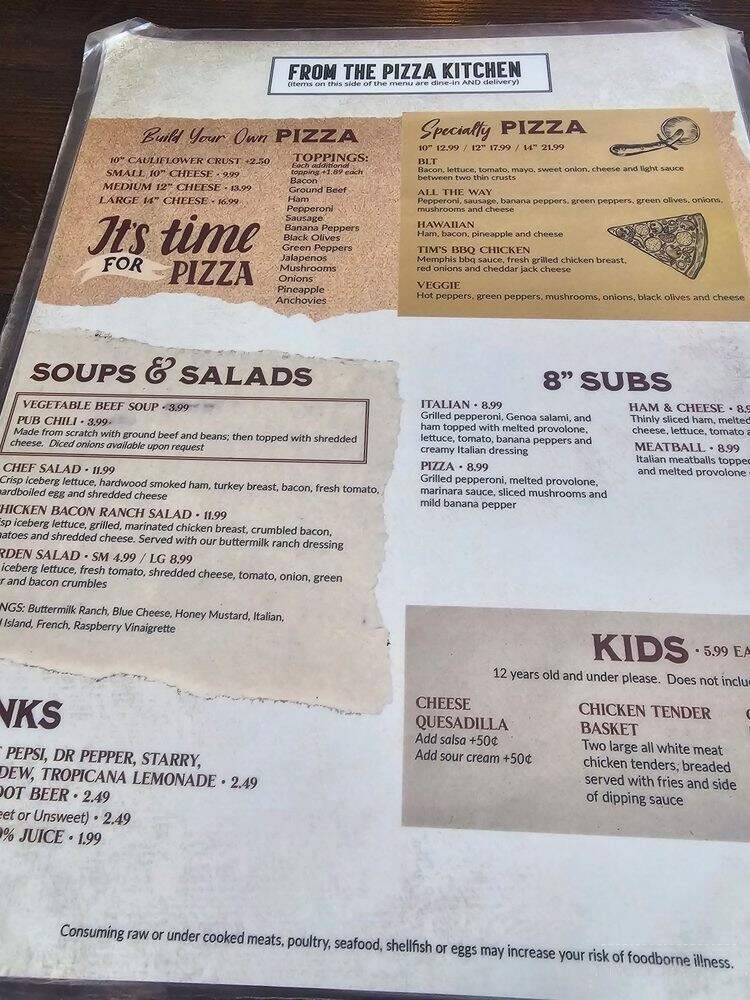 FROM THE PIZZA KITCHEN
(items on this side of the menu are dine-in AND delivery)
Build Your Own PIZZA
10" CAULIFLOWER CRUST +2.50
SMALL 10" CHEESE • 9.99
MEDIUM 12" CHEESE • 13.99
LARGE 14" CHEESE • 16.99
It's time
FOR PIZZA
TOPPINGS:
Each additional
topping +1.89 each
Bacon
Ground Beef
Ham
Pepperoni
Sausage
Banana Peppers
Black Olives
Green Peppers
Jalapenos
Mushrooms
Onions
Pineapple
Anchovies
Specialty PIZZA
10" 12.99 / 12" 17.99 / 14" 21.99
BLT
Bacon, lettuce, tomato, mayo, sweet onion, cheese and light sauce
between two thin crusts
ALL THE WAY
Pepperoni, sausage, banana peppers, green peppers, green olives, onions,
mushrooms and cheese
HAWAIIAN
Ham, bacon, pineapple and cheese
TIM'S BBQ CHICKEN
Memphis bbq sauce, fresh grilled chicken breast,
red onions and cheddar jack cheese
VEGGIE
Hot peppers, green peppers, mushrooms, onions, black olives and cheese
SOUPS & SALADS
VEGETABLE BEEF SOUP • 3.99
PUB CHILI • 3.99
Made from scratch with ground beef and beans; then topped with shredded
cheese. Diced onions available upon request
CHEF SALAD • 11.99
Crisp iceberg lettuce, hardwood smoked ham, turkey breast, bacon, fresh tomato,
hardboiled egg and shredded cheese
CHICKEN BACON RANCH SALAD • 11.99
sp iceberg lettuce, grilled, marinated chicken breast, crumbled bacon,
natoes and shredded cheese. Served with our buttermilk ranch dressing
RDEN SALAD • SM 4.99 / LG 8.99
iceberg lettuce, fresh tomato, shredded cheese, tomato, onion, green
er and bacon crumbles
NGS: Buttermilk Ranch, Blue Cheese, Honey Mustard, Italian,
Island, French, Raspberry Vinaigrette
8" SUBS
ITALIAN • 8.99
Grilled pepperoni, Genoa salami, and
ham topped with melted provolone,
lettuce, tomato, banana peppers and
creamy Italian dressing
PIZZA • 8.99
Grilled pepperoni, melted provolone,
marinara sauce, sliced mushrooms and
mild banana pepper
HAM & CHEESE • 8.9
Thinly sliced ham, melted
cheese, lettuce, tomato
MEATBALL • 8.99
Italian meatballs topped
and melted provolone
KIDS • 5.99 EA
12 years old and under please. Does not inclu
CHEESE
QUESADILLA
Add salsa +50¢
Add sour cream +50¢
CHICKEN TENDER
BASKET
Two large all white meat
chicken tenders, breaded
served with fries and side
of dipping sauce
NKS
PEPSI, DR PEPPER, STARRY,
DEW, TROPICANA LEMONADE • 2.49
OOT BEER • 2.49
eet or Unsweet) • 2.49
0% JUICE • 1.99
Consuming raw or under cooked meats, poultry, seafood, shellfish or eggs may increase your risk of foodborne illness.